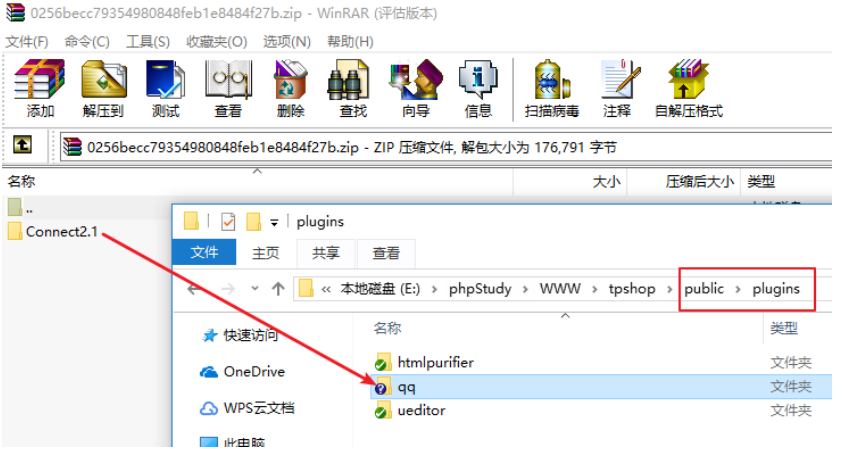 0256becc79354980848feb1e8484f27b.zip - WinRAR (评估版本)
文件(F) 命令(C) 工具(S) 收藏夹(O) 选项(N) 帮助(H)
添加 解压到 测试 查看 删除 查找 向导 信息 扫描病毒 注释 自解压格式
0256becc79354980848feb1e8484f27b.zip - ZIP 压缩文件, 解包大小为 176,791 字节
名称 大小 压缩后大小 类型
..
Connect2.1
plugins
文件 主页 共享 查看
« 本地磁盘 (E:) › phpStudy › WWW › tpshop › public › plugins
快速访问
OneDrive
WPS云文档
此电脑
名称 类型
htmlpurifier 文件夹
qq 文件夹
ueditor 文件夹